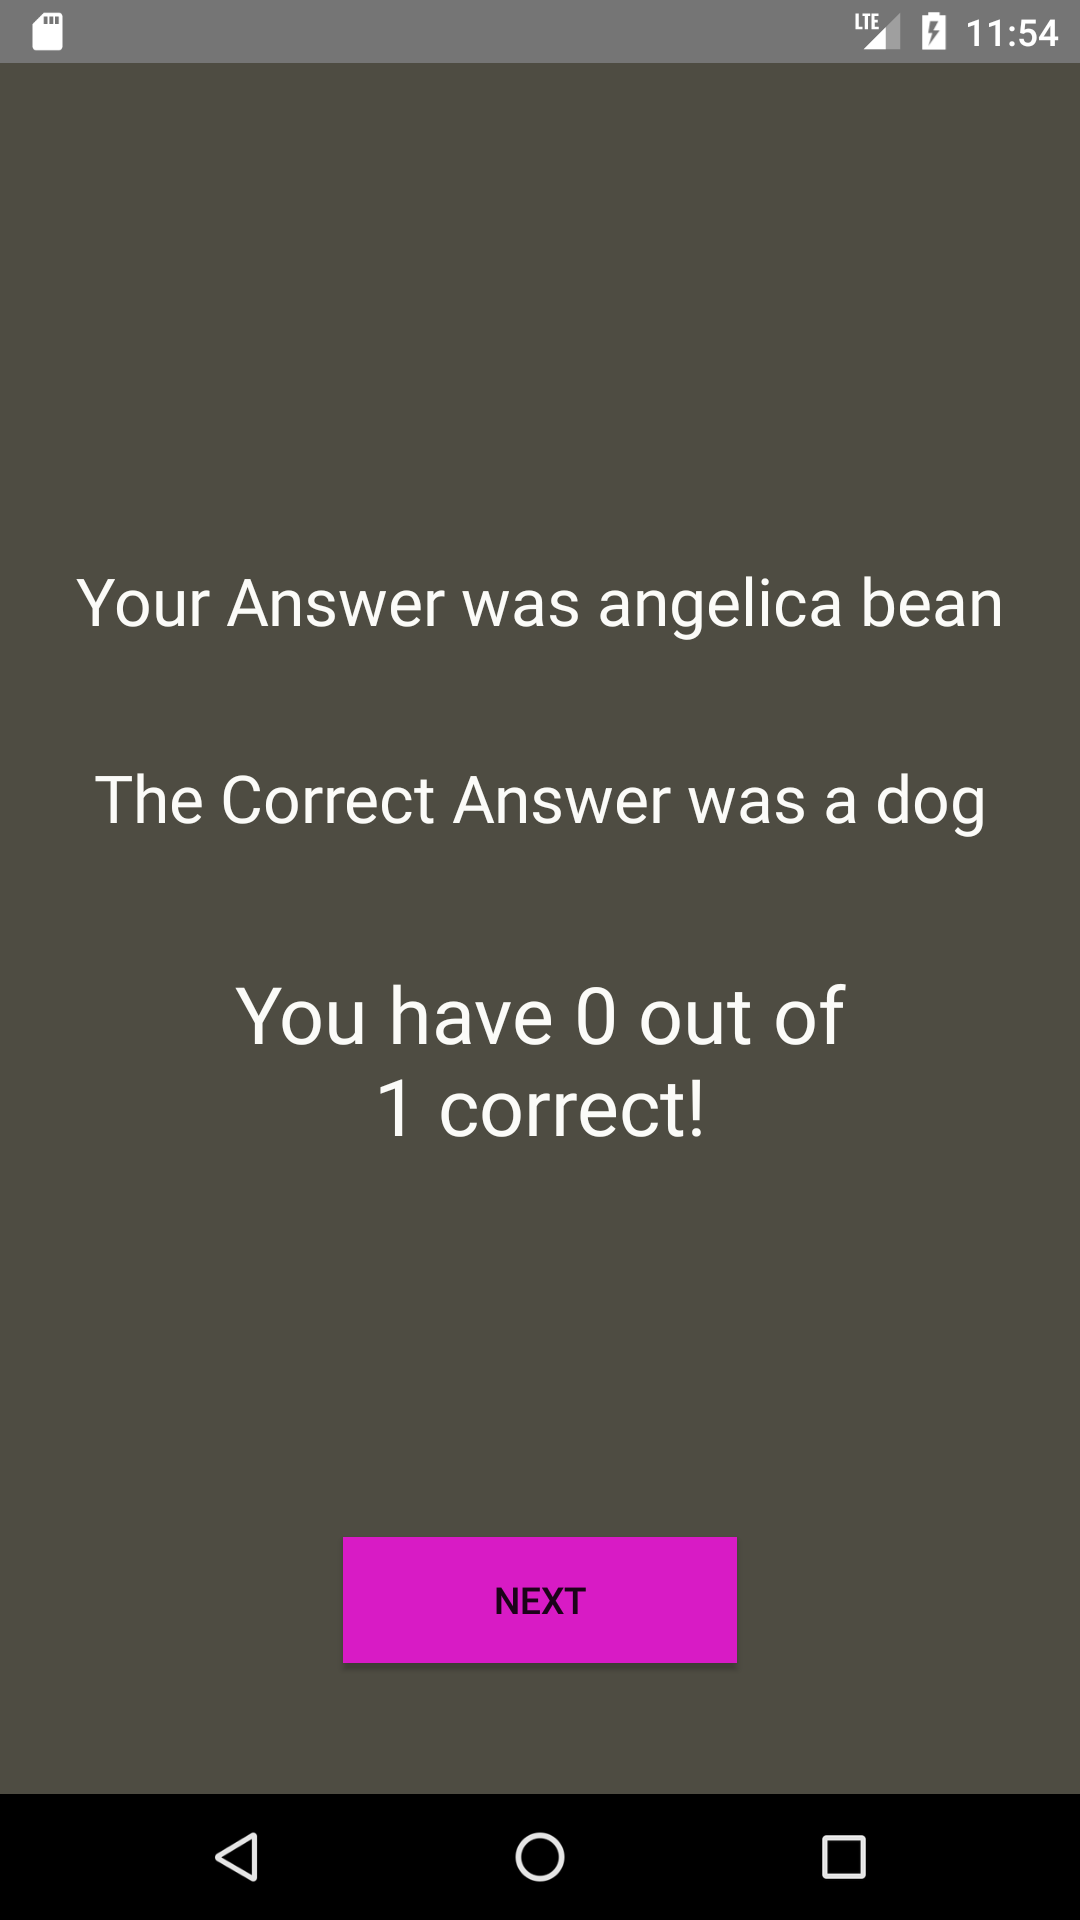 LTE 11:54
Your Answer was angelica bean
The Correct Answer was a dog
You have 0 out of
1 correct!
NEXT